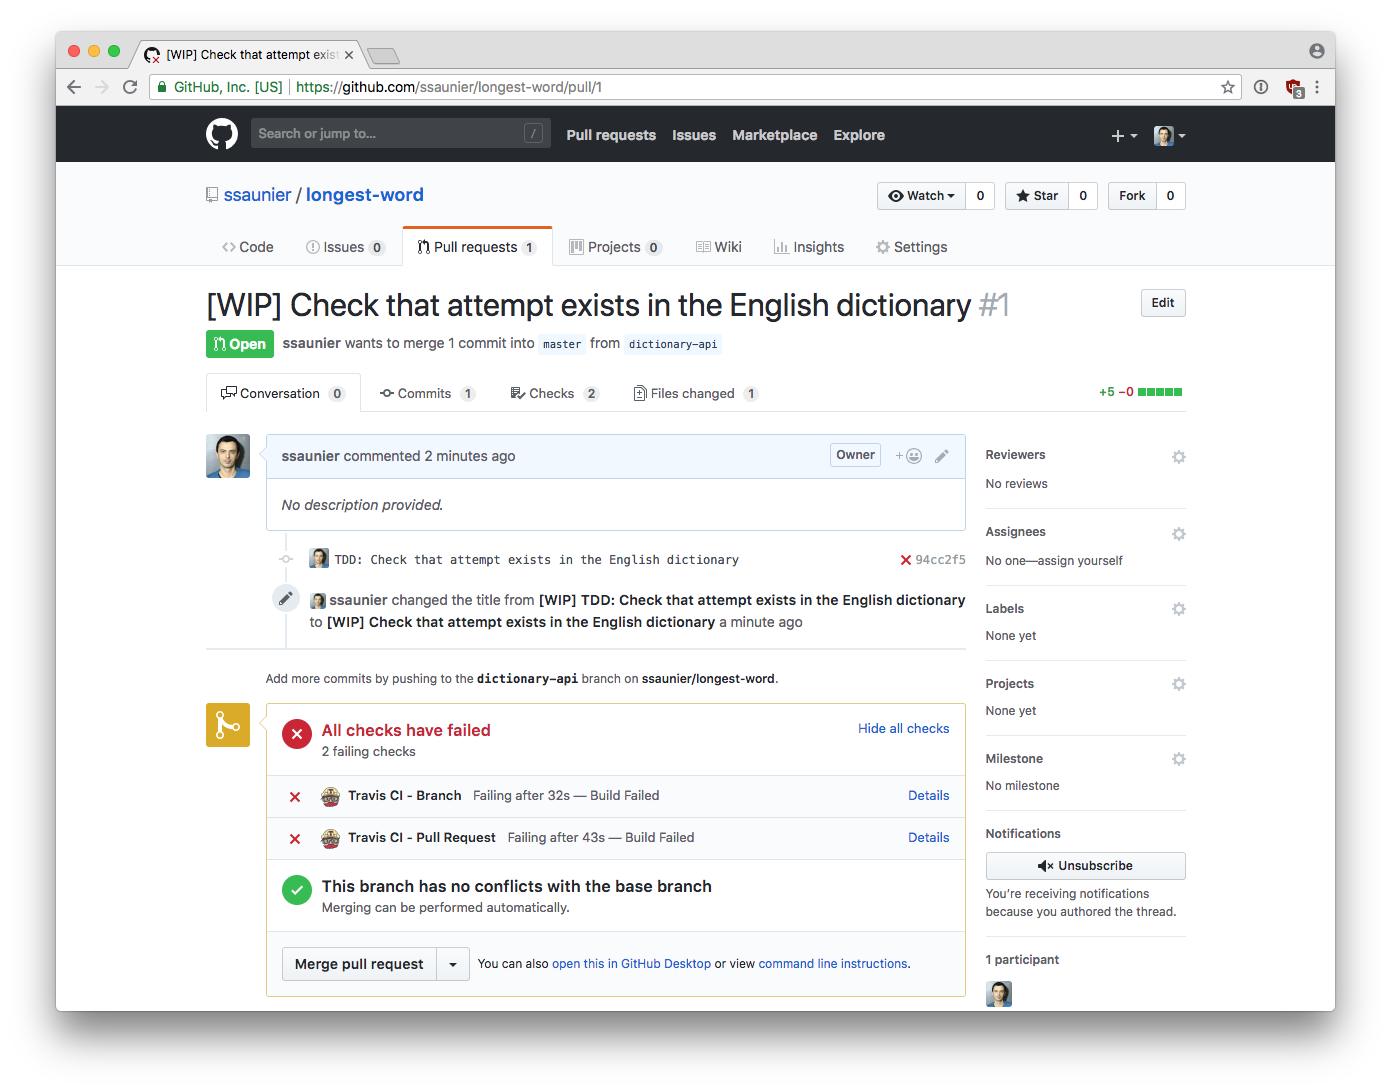 [WIP] Check that attempt exist
GitHub, Inc. [US] https://github.com/ssaunier/longest-word/pull/1
3
Search or jump to... /
Pull requests Issues Marketplace Explore
ssaunier / longest-word
Watch 0 Star 0 Fork 0
Code Issues 0 Pull requests 1 Projects 0 Wiki Insights Settings
[WIP] Check that attempt exists in the English dictionary #1
Edit
Open ssaunier wants to merge 1 commit into master from dictionary-api
Conversation 0 Commits 1 Checks 2 Files changed 1 +5 −0
ssaunier commented 2 minutes ago Owner
No description provided.
TDD: Check that attempt exists in the English dictionary 94cc2f5
ssaunier changed the title from [WIP] TDD: Check that attempt exists in the English dictionary
to [WIP] Check that attempt exists in the English dictionary a minute ago
Add more commits by pushing to the dictionary-api branch on ssaunier/longest-word.
All checks have failed Hide all checks
2 failing checks
Travis CI - Branch Failing after 32s — Build Failed Details
Travis CI - Pull Request Failing after 43s — Build Failed Details
This branch has no conflicts with the base branch
Merging can be performed automatically.
Merge pull request You can also open this in GitHub Desktop or view command line instructions.
Reviewers
No reviews
Assignees
No one—assign yourself
Labels
None yet
Projects
None yet
Milestone
No milestone
Notifications
Unsubscribe
You're receiving notifications
because you authored the thread.
1 participant